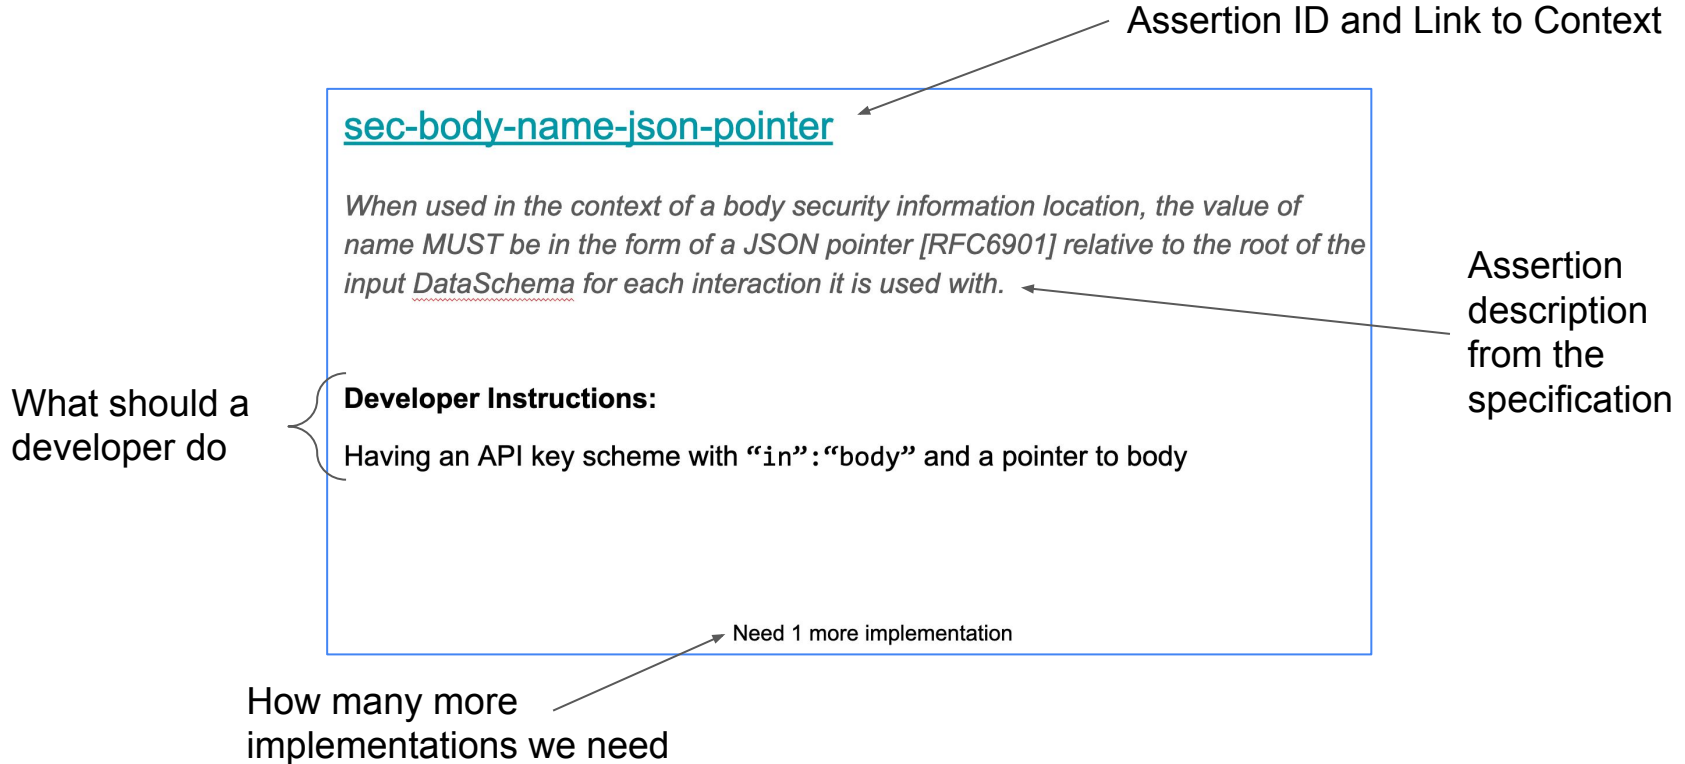 Assertion ID and Link to Context
sec-body-name-json-pointer
When used in the context of a body security information location, the value of
name MUST be in the form of a JSON pointer [RFC6901] relative to the root of the
input DataSchema for each interaction it is used with.
Assertion
description
from the
specification
What should a
developer do
Developer Instructions:
Having an API key scheme with “in”:“body” and a pointer to body
Need 1 more implementation
How many more
implementations we need